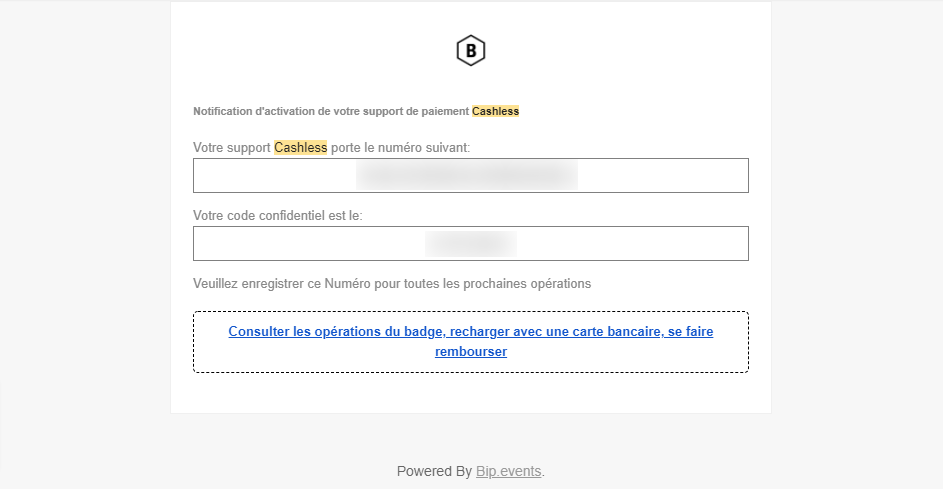 B
Notification d'activation de votre support de paiement Cashless
Votre support Cashless porte le numéro suivant:
Votre code confidentiel est le:
Veuillez enregistrer ce Numéro pour toutes les prochaines opérations
Consulter les opérations du badge, recharger avec une carte bancaire, se faire
rembourser
Powered By Bip.events.